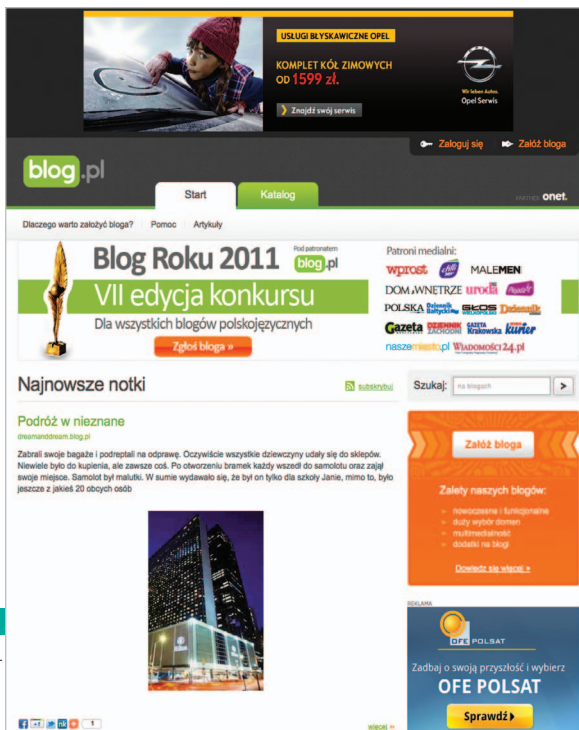 USŁUGI BŁYSKAWICZNE OPEL
KOMPLET KÓŁ ZIMOWYCH
OD 1599 zł.
Znajdź swój serwis
Wir leben Autos.
Opel Serwis
Zaloguj się
Załóż bloga
blog.pl
Start
Katalog
PARTNER onet.
Dlaczego warto założyć bloga?
Pomoc
Artykuły
Blog Roku 2011
Pod patronatem
blog.pl
VII edycja konkursu
Dla wszystkich blogów polskojęzycznych
Zgłoś bloga »
Patroni medialni:
wprost
MALEMEN
DOM&WNĘTRZE uroda
POLSKA Dziennik Bałtycki GŁOS WIELKOPOLSKI Dziennik
Gazeta DZIENNIK ZACHODNI GAZETA Krakowska kurier
naszemiasto.pl WIADOMOŚCI24.pl
Najnowsze notki
subskrybuj
Podróż w nieznane
dreamanddream.blog.pl
Zabrali swoje bagaże i podreptali na odprawę. Oczywiście wszystkie dziewczyny udały się do sklepów.
Niewiele było do kupienia, ale zawsze coś. Po otworzeniu bramek każdy wszedł do samolotu oraz zajął
swoje miejsce. Samolot był malutki. W sumie wydawało się, że był on tylko dla szkoły Janie, mimo to, było
jeszcze z jakieś 20 obcych osób
1
więcej »
Szukaj:
na blogach
>
Załóż bloga
Zalety naszych blogów:
nowoczesne i funkcjonalne
duży wybór domen
multimedialność
dodatki na blogi
Dowiedz się więcej »
REKLAMA
OFE POLSAT
Zadbaj o swoją przyszłość i wybierz
OFE POLSAT
Sprawdź